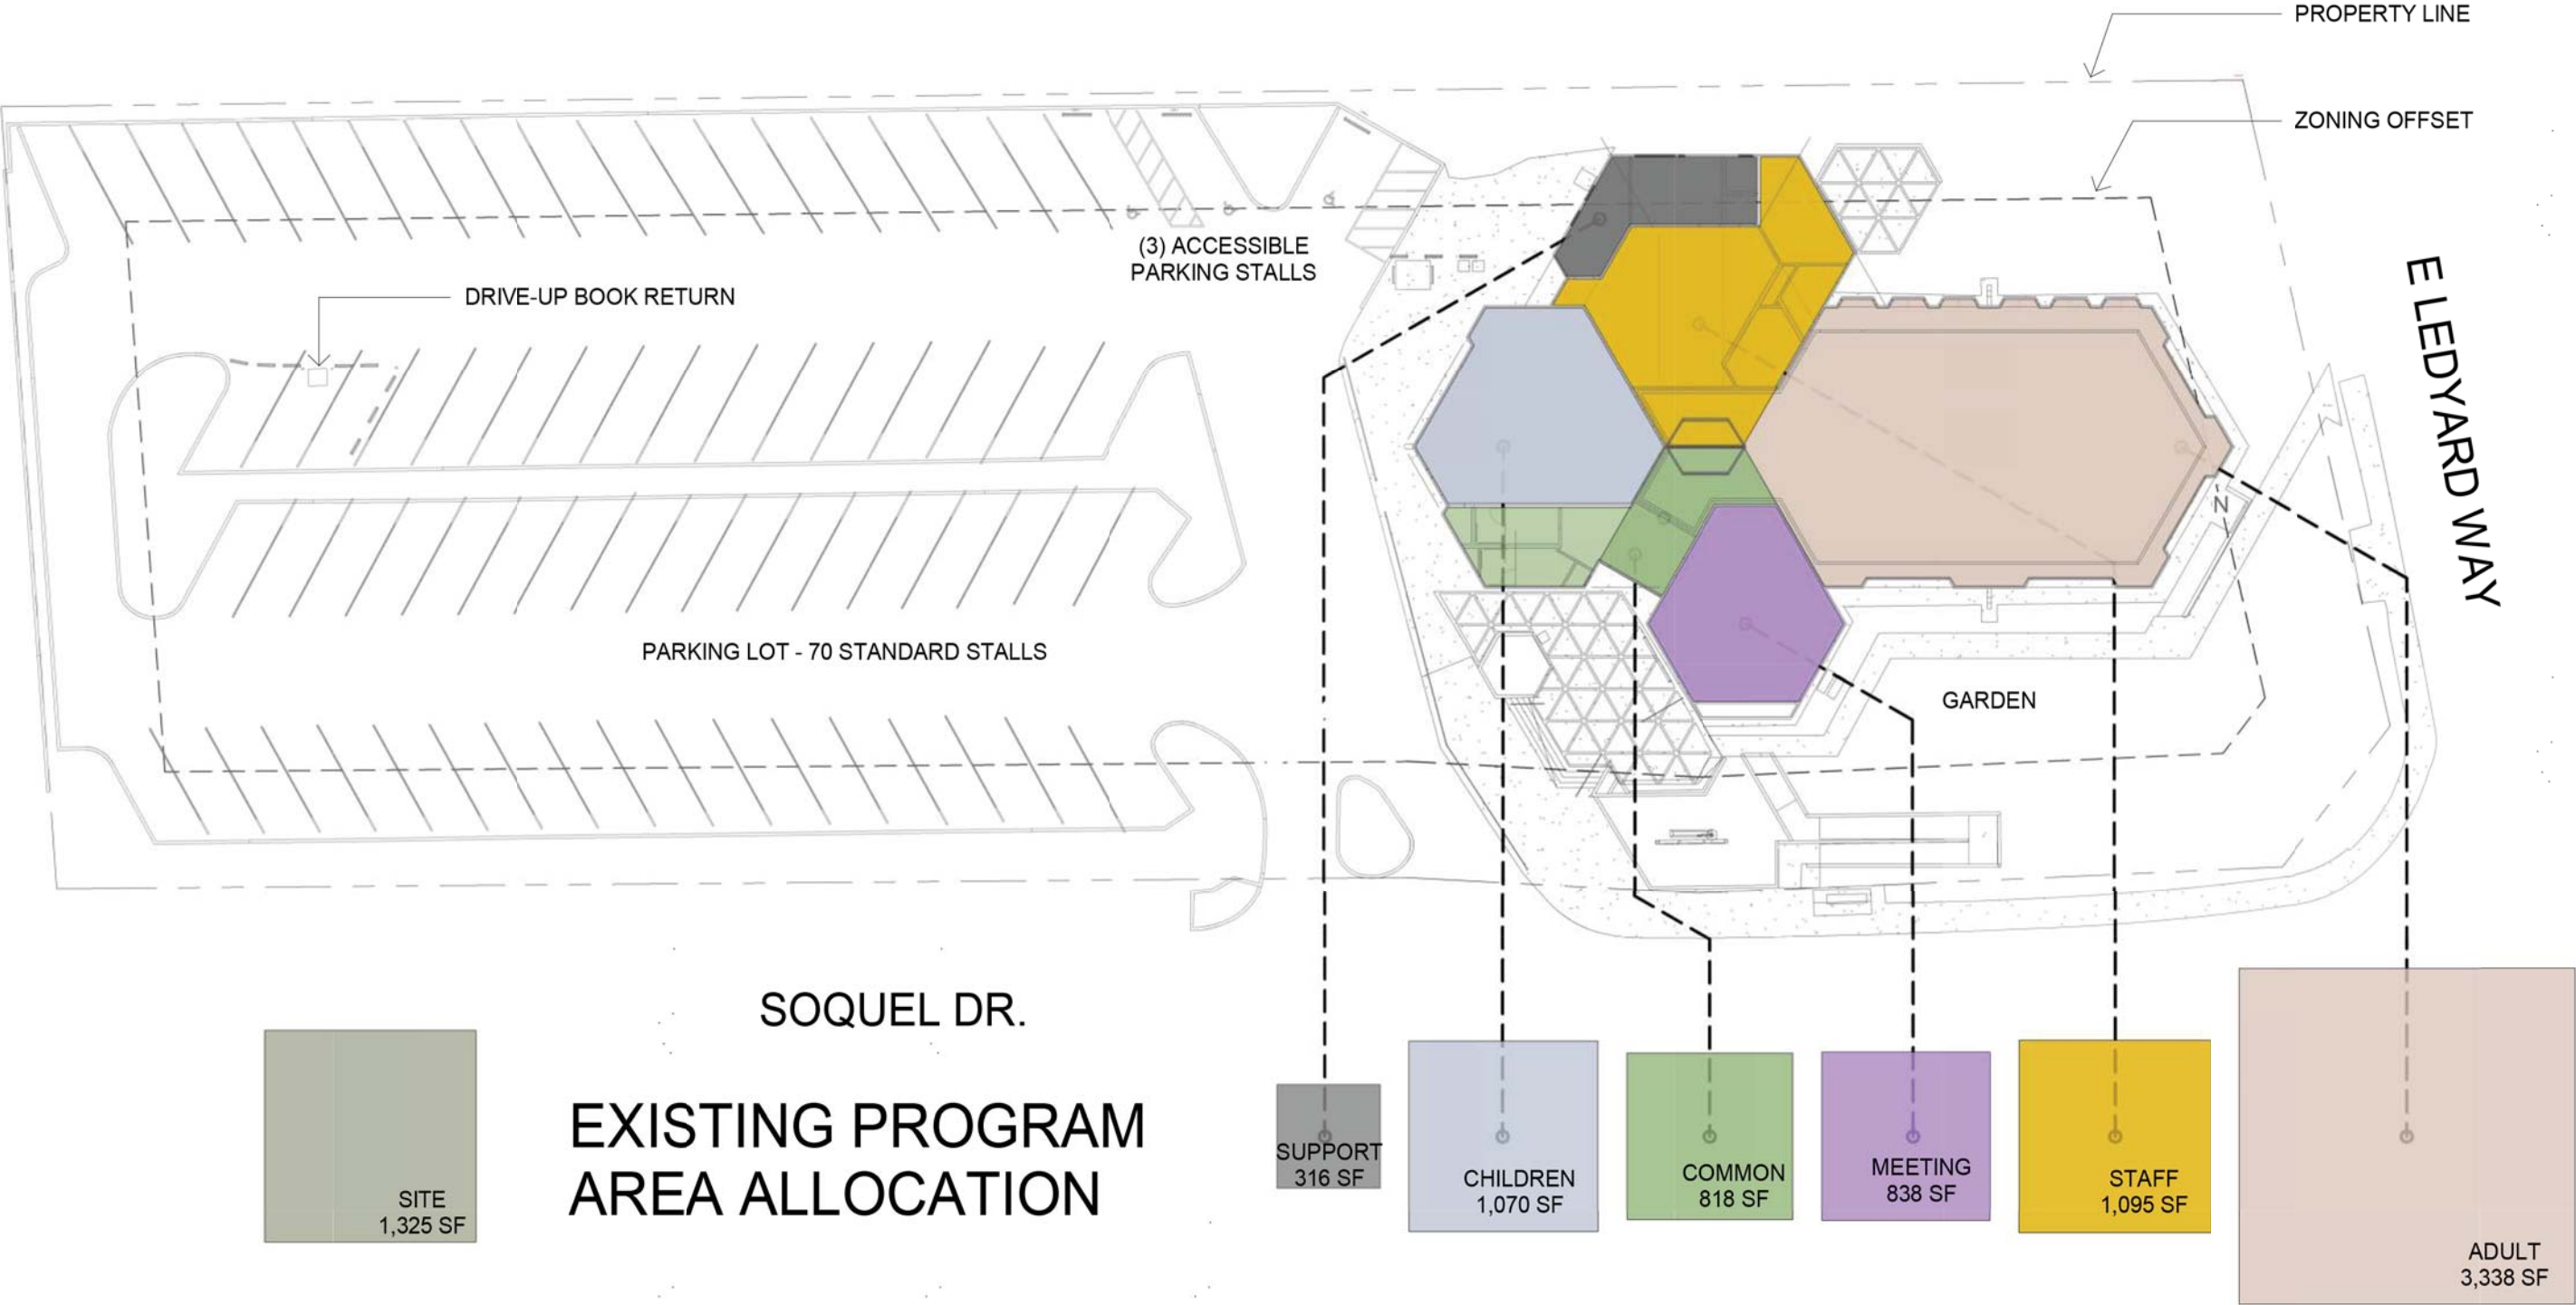 PROPERTY LINE
ZONING OFFSET
(3) ACCESSIBLE
PARKING STALLS
DRIVE-UP BOOK RETURN
E LEDYARD WAY
N
PARKING LOT - 70 STANDARD STALLS
GARDEN
SOQUEL DR.
EXISTING PROGRAM
AREA ALLOCATION
SITE
1,325 SF
SUPPORT
316 SF
CHILDREN
1,070 SF
COMMON
818 SF
MEETING
838 SF
STAFF
1,095 SF
ADULT
3,338 SF